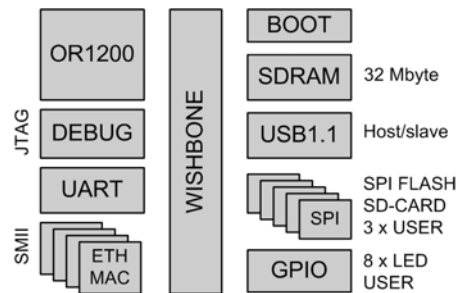 OR1200
JTAG
DEBUG
UART
SMII
ETH
MAC
WISHBONE
BOOT
SDRAM
32 Mbyte
USB1.1
Host/slave
SPI
SPI FLASH
SD-CARD
3 x USER
GPIO
8 x LED
USER